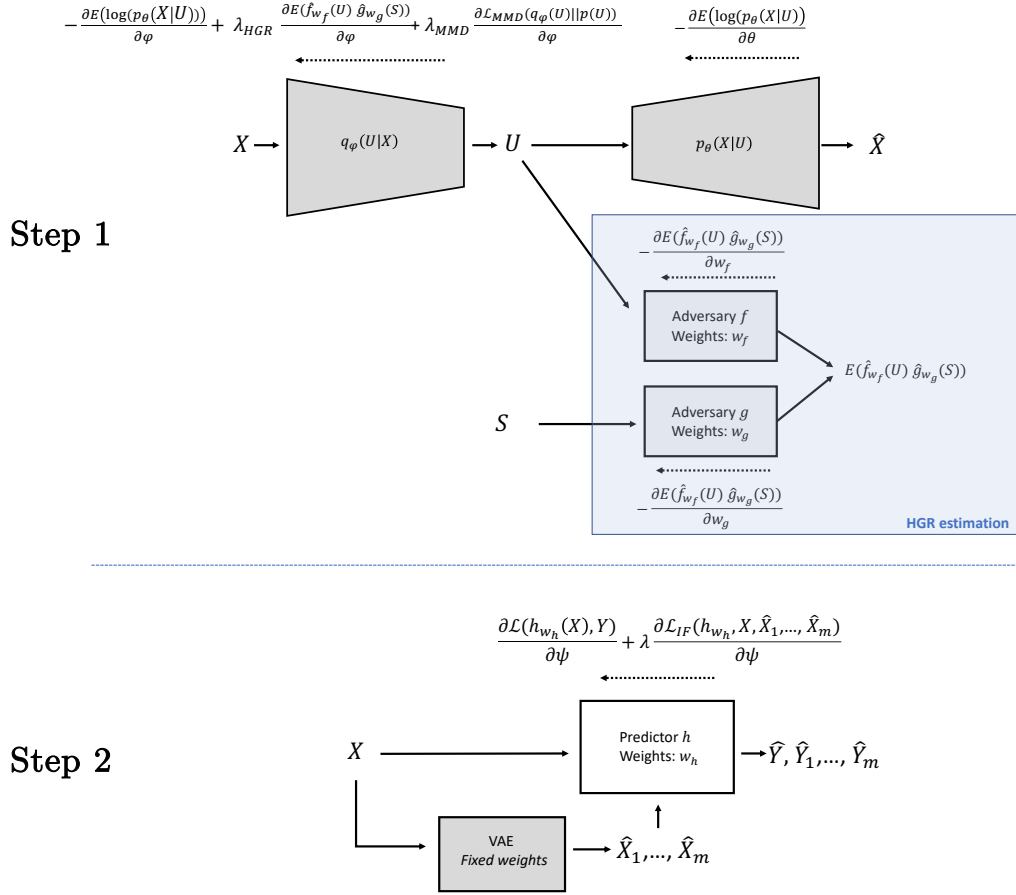 −∂E(log(p_θ(X|U)))/∂φ + λ_HGR ∂E(f̂_{w_f}(U) ĝ_{w_g}(S))/∂φ + λ_MMD ∂ℒ_MMD(q_φ(U)||p(U))/∂φ
−∂E(log(p_θ(X|U))/∂θ
X
q_φ(U|X)
U
p_θ(X|U)
X̂
Step 1
−∂E(f̂_{w_f}(U) ĝ_{w_g}(S))/∂w_f
Adversary f
Weights: w_f
E(f̂_{w_f}(U) ĝ_{w_g}(S))
S
Adversary g
Weights: w_g
−∂E(f̂_{w_f}(U) ĝ_{w_g}(S))/∂w_g
HGR estimation
∂ℒ(h_{w_h}(X), Y)/∂ψ + λ ∂ℒ_IF(h_{w_h}, X, X̂_1,…, X̂_m)/∂ψ
Step 2
X
Predictor h
Weights: w_h
Ŷ, Ŷ_1,…, Ŷ_m
VAE
Fixed weights
X̂_1,…, X̂_m